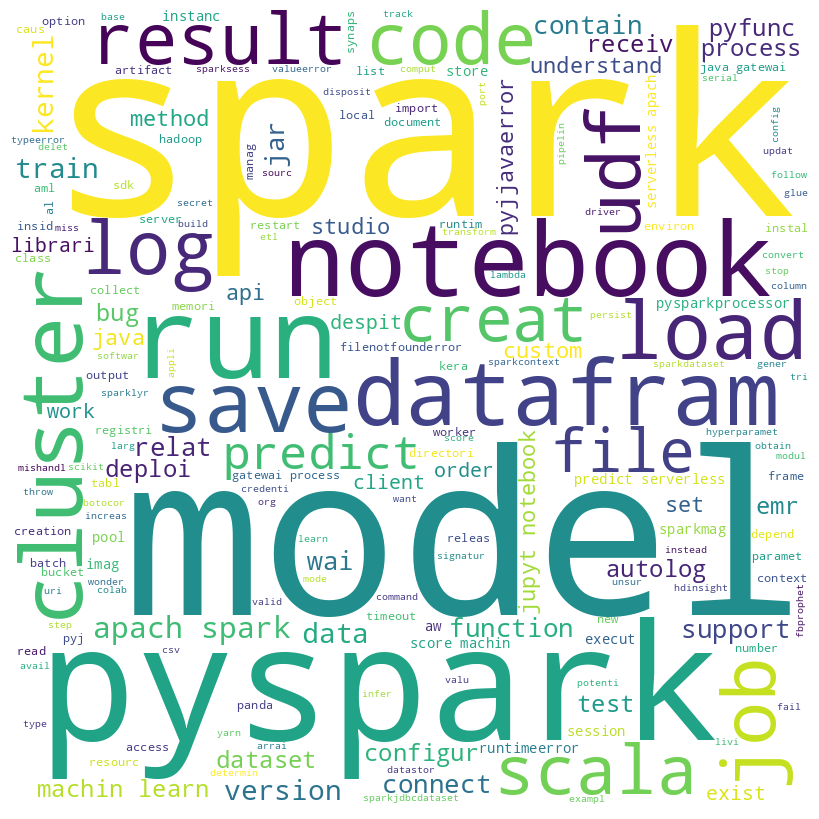 base
instanc
track
option
result
code
contain
pyfunc
caus
synaps
receiv
process
kernel
artifact
sparksess
valueerror
list
comput
store
understand
java gatewai
spark
port
serial
typeerror
method
hadoop
disposit
local
import
document
pyjjavaerror
pipelin
udf
serverless apach
config
delet
jar
manag
sourc
updat
train
aml
sdk
al
secret
follow
glue
insid
miss
server
build
restart
etl
studio
runtim
transform
driver
environ
instal
librari
class
log
notebook
lambda
convert
stop
column
collect
memori
api
object
bug
run
despit
creat
persist
load
pysparkprocessor
java
softwar
appli
filenotfounderror
sparkcontext
custom
kera
sparkdataset
gener
tri
output
sparklyr
cluster
work
save
datafram
registri
larg
relat
worker
score
hyperparamet
obtain
modul
mishandl
scikit
deploi
predict
directori
file
gatewai process
credenti
org
client
order
want
jupyt notebook
predict serverless
frame
throw
tabl
botocor
increas
set
emr
creation
pool
model
releas
sparkmag
depend
batch
imag
learn
wai
signatur
instead
paramet
bucket
uri
wonder
colab
mode
command
autolog
unsur
hdinsight
context
fbprophet
step
valid
timeout
new
pyj
apach spark
data
aw
function
execut
support
read
csv
score machin
number
avail
pyspark
valu
potenti
type
panda
infer
test
job
fail
access
yarn
arrai
configur
runtimeerror
session
livi
resourc
dataset
determin
datastor
scala
machin learn
version
connect
sparkjdbcdataset
exampl
exist